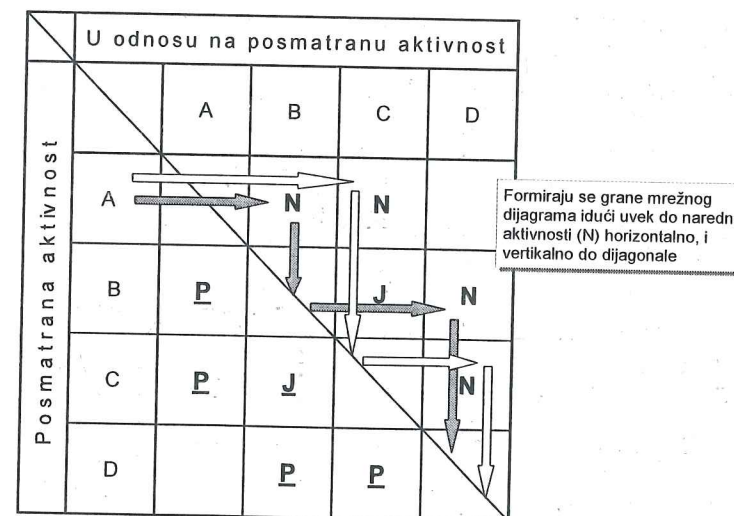 U odnosu na posmatranu aktivnost
Posmatrana aktivnost
A B C D
A N N
B P J N
C P J N
D P P
Formiraju se grane mrežnog
dijagrama idući uvek do naredn
aktivnosti (N) horizontalno, i
vertikalno do dijagonale